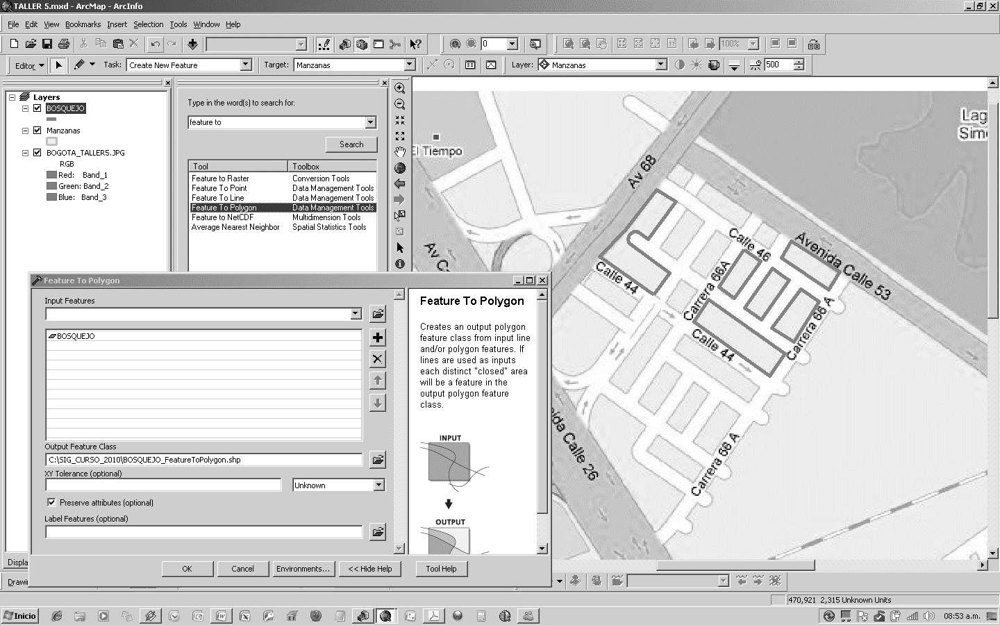 TALLER 5.mxd - ArcMap - ArcInfo
File Edit View Bookmarks Insert Selection Tools Window Help
0
100%
Editor Task: Create New Feature Target: Manzanas Layer: Manzanas 500
Layers
BOSQUEJO
Manzanas
BOGOTA_TALLER5.JPG
RGB
Red: Band_1
Green: Band_2
Blue: Band_3
Type in the word(s) to search for:
feature to
Search
Tool Toolbox
Feature to Raster Conversion Tools
Feature To Point Data Management Tools
Feature To Line Data Management Tools
Feature To Polygon Data Management Tools
Feature to NetCDF Multidimension Tools
Average Nearest Neighbor Spatial Statistics Tools
El Tiempo
Lag
Sim
Av 68
Av C
Calle 46
Avenida Calle 53
Carrera 66A
Calle 44
Carrera 66 A
Calle 44
Carrera 66 A
ida Calle 26
Feature To Polygon
Input Features
BOSQUEJO
Output Feature Class
C:\SIG_CURSO_2010\BOSQUEJO_FeatureToPolygon.shp
XY Tolerance (optional)
Unknown
Preserve attributes (optional)
Label Features (optional)
OK Cancel Environments... << Hide Help Tool Help
Feature To Polygon
Creates an output polygon
feature class from input line
and/or polygon features. If
lines are used as inputs
each distinct "closed" area
will be a feature in the
output polygon feature
class.
INPUT
OUTPUT
Displa
Drawin
470,921 2,315 Unknown Units
Inicio
08:53 a.m.